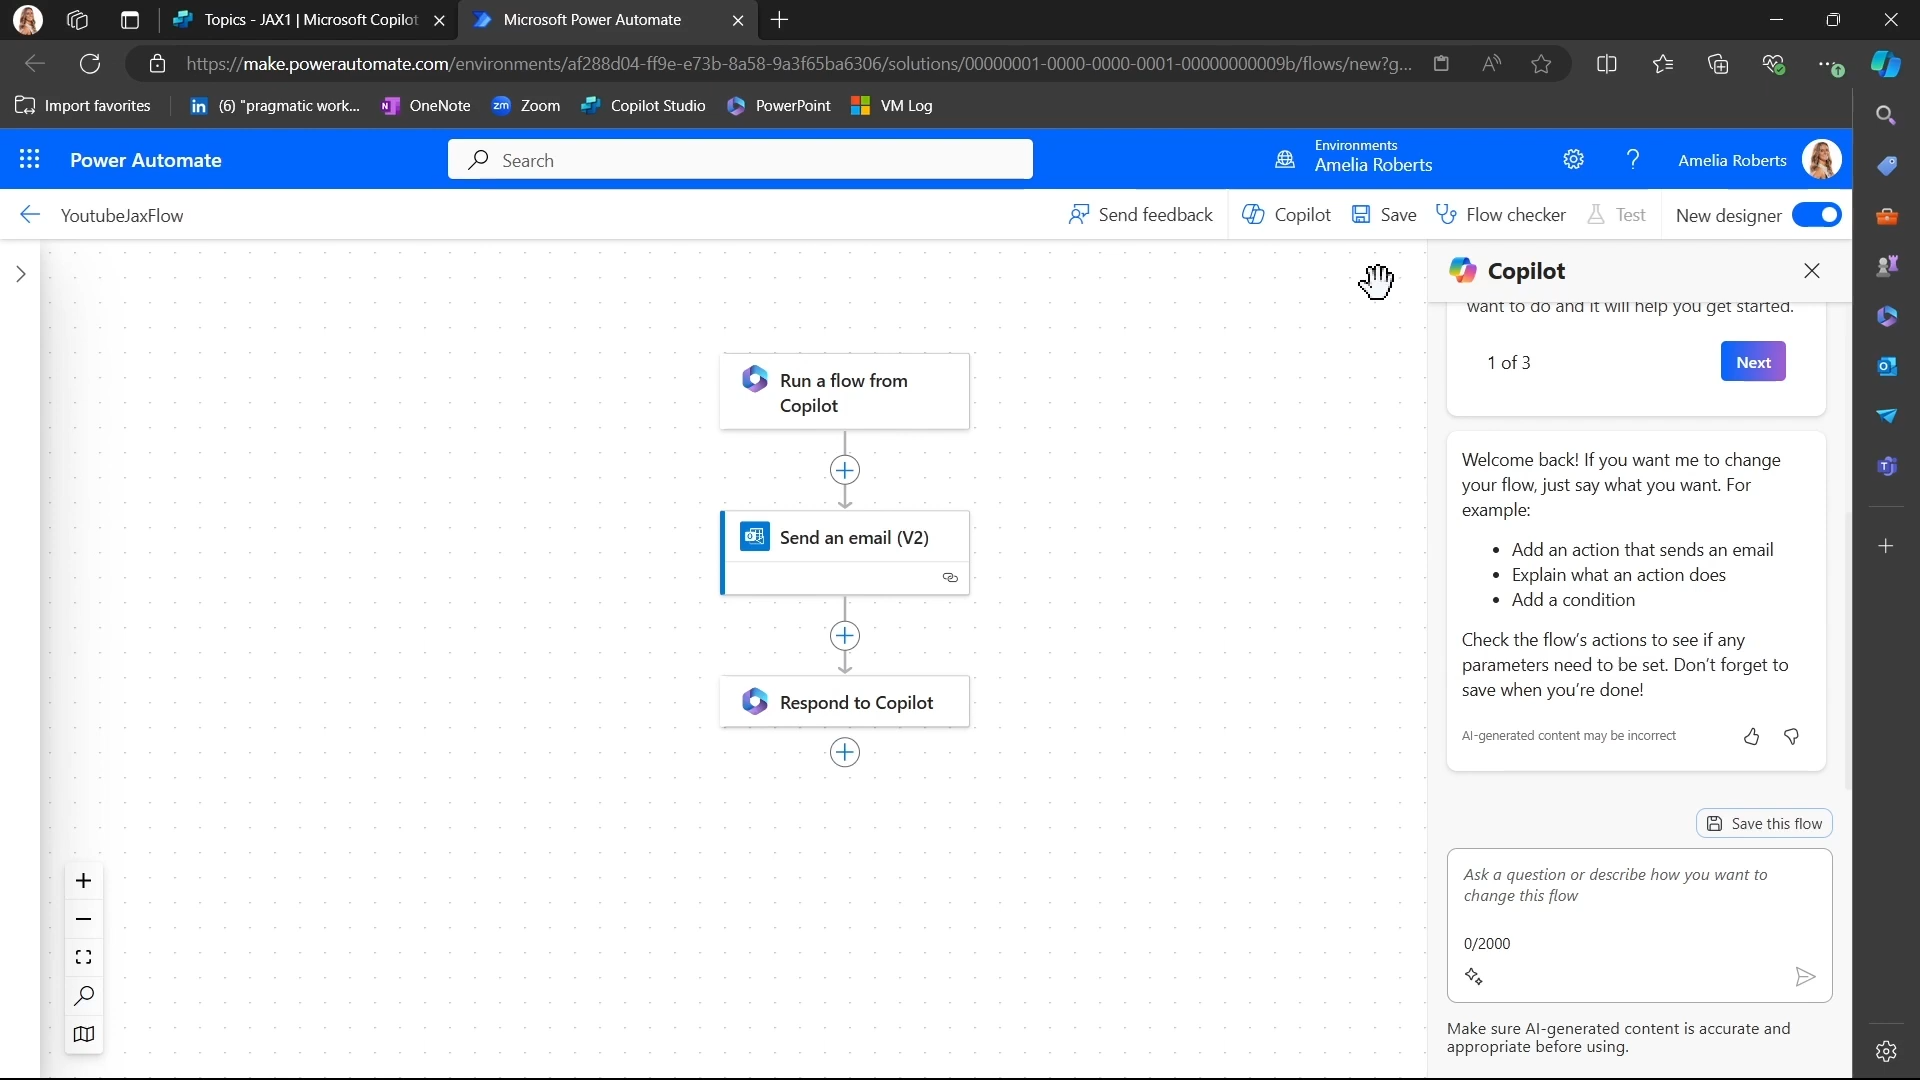 Topics - JAX1 | Microsoft Copilot
Microsoft Power Automate
https://make.powerautomate.com/environments/af288d04-ff9e-e73b-8a58-9a3f65ba6306/solutions/00000001-0000-0000-0001-00000000009b/flows/new?g...
Import favorites
in
(6) "pragmatic work...
OneNote
zm
Zoom
Copilot Studio
PowerPoint
VM Log
Power Automate
Search
Environments
Amelia Roberts
?
Amelia Roberts
YoutubeJaxFlow
Send feedback
Copilot
Save
Flow checker
Test
New designer
Run a flow from
Copilot
Send an email (V2)
Respond to Copilot
Copilot
want to do and it will help you get started.
1 of 3
Next
Welcome back! If you want me to change
your flow, just say what you want. For
example:
• Add an action that sends an email
• Explain what an action does
• Add a condition
Check the flow's actions to see if any
parameters need to be set. Don't forget to
save when you're done!
AI-generated content may be incorrect
Save this flow
Ask a question or describe how you want to
change this flow
0/2000
Make sure AI-generated content is accurate and
appropriate before using.